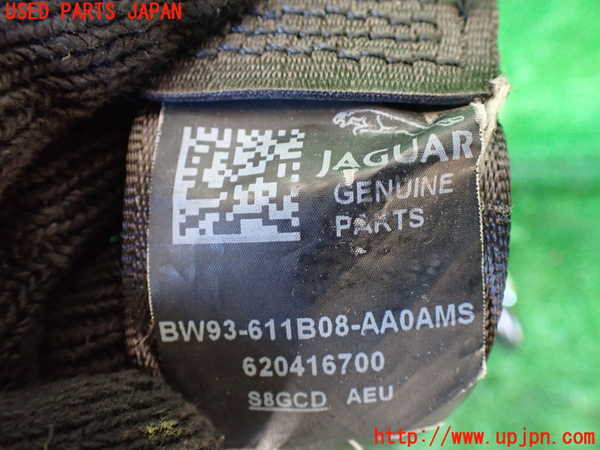 USED PARTS JAPAN
JAGUAR
GENUINE
PARTS
BW93-611B08-AA0AMS
620416700
S8GCD AEU
http://www.upjpn.com/